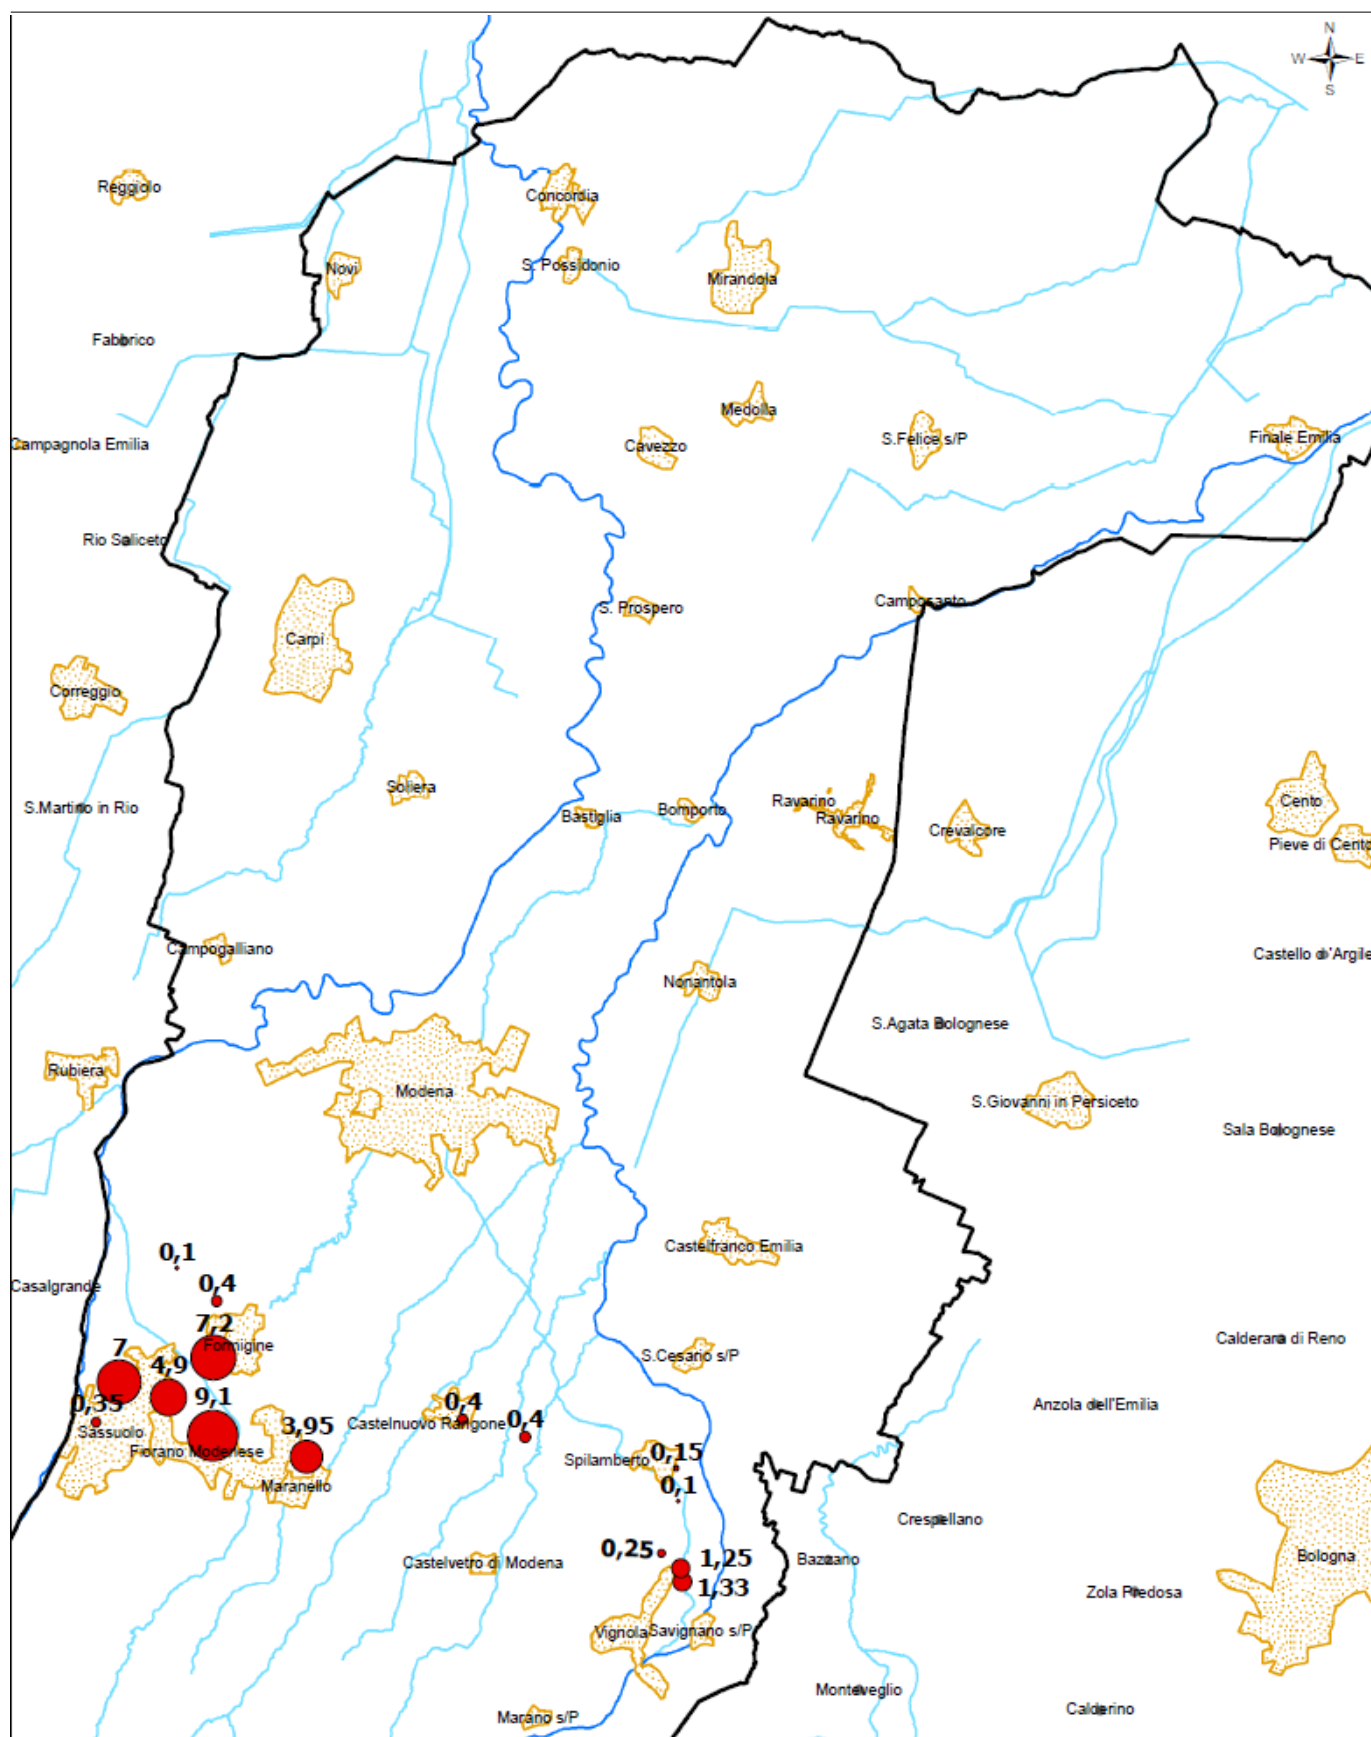 N
W E
S
Reggiolo
Concordia
Novi
S. Possidonio
Mirandola
Fabbrico
Medolla
Campagnola Emilia
Cavezzo
S.Felice s/P
Finale Emilia
Rio Saliceto
S. Prospero
Camposanto
Carpi
Correggio
Soliera
S.Martino in Rio
Bastiglia
Bomporto
Ravarino
Ravarino
Crevalcore
Cento
Pieve di Cento
Campogalliano
Nonantola
Castello d'Argile
S.Agata Bolognese
Rubiera
Modena
S.Giovanni in Persiceto
Sala Bolognese
Castelfranco Emilia
0,1
Casalgrande
0,4
7,2
Formigine
7
4,9
S.Cesario s/P
Calderara di Reno
0,35
9,1
Sassuolo
Fiorano Modenese
3,95
Maranello
0,4
Castelnuovo Rangone
0,4
Anzola dell'Emilia
Spilamberto
0,15
0,1
Crespellano
0,25
1,25
1,33
Castelvetro di Modena
Bazzano
Bologna
Zola Predosa
Vignola
Savignano s/P
Monteveglio
Marano s/P
Calderino